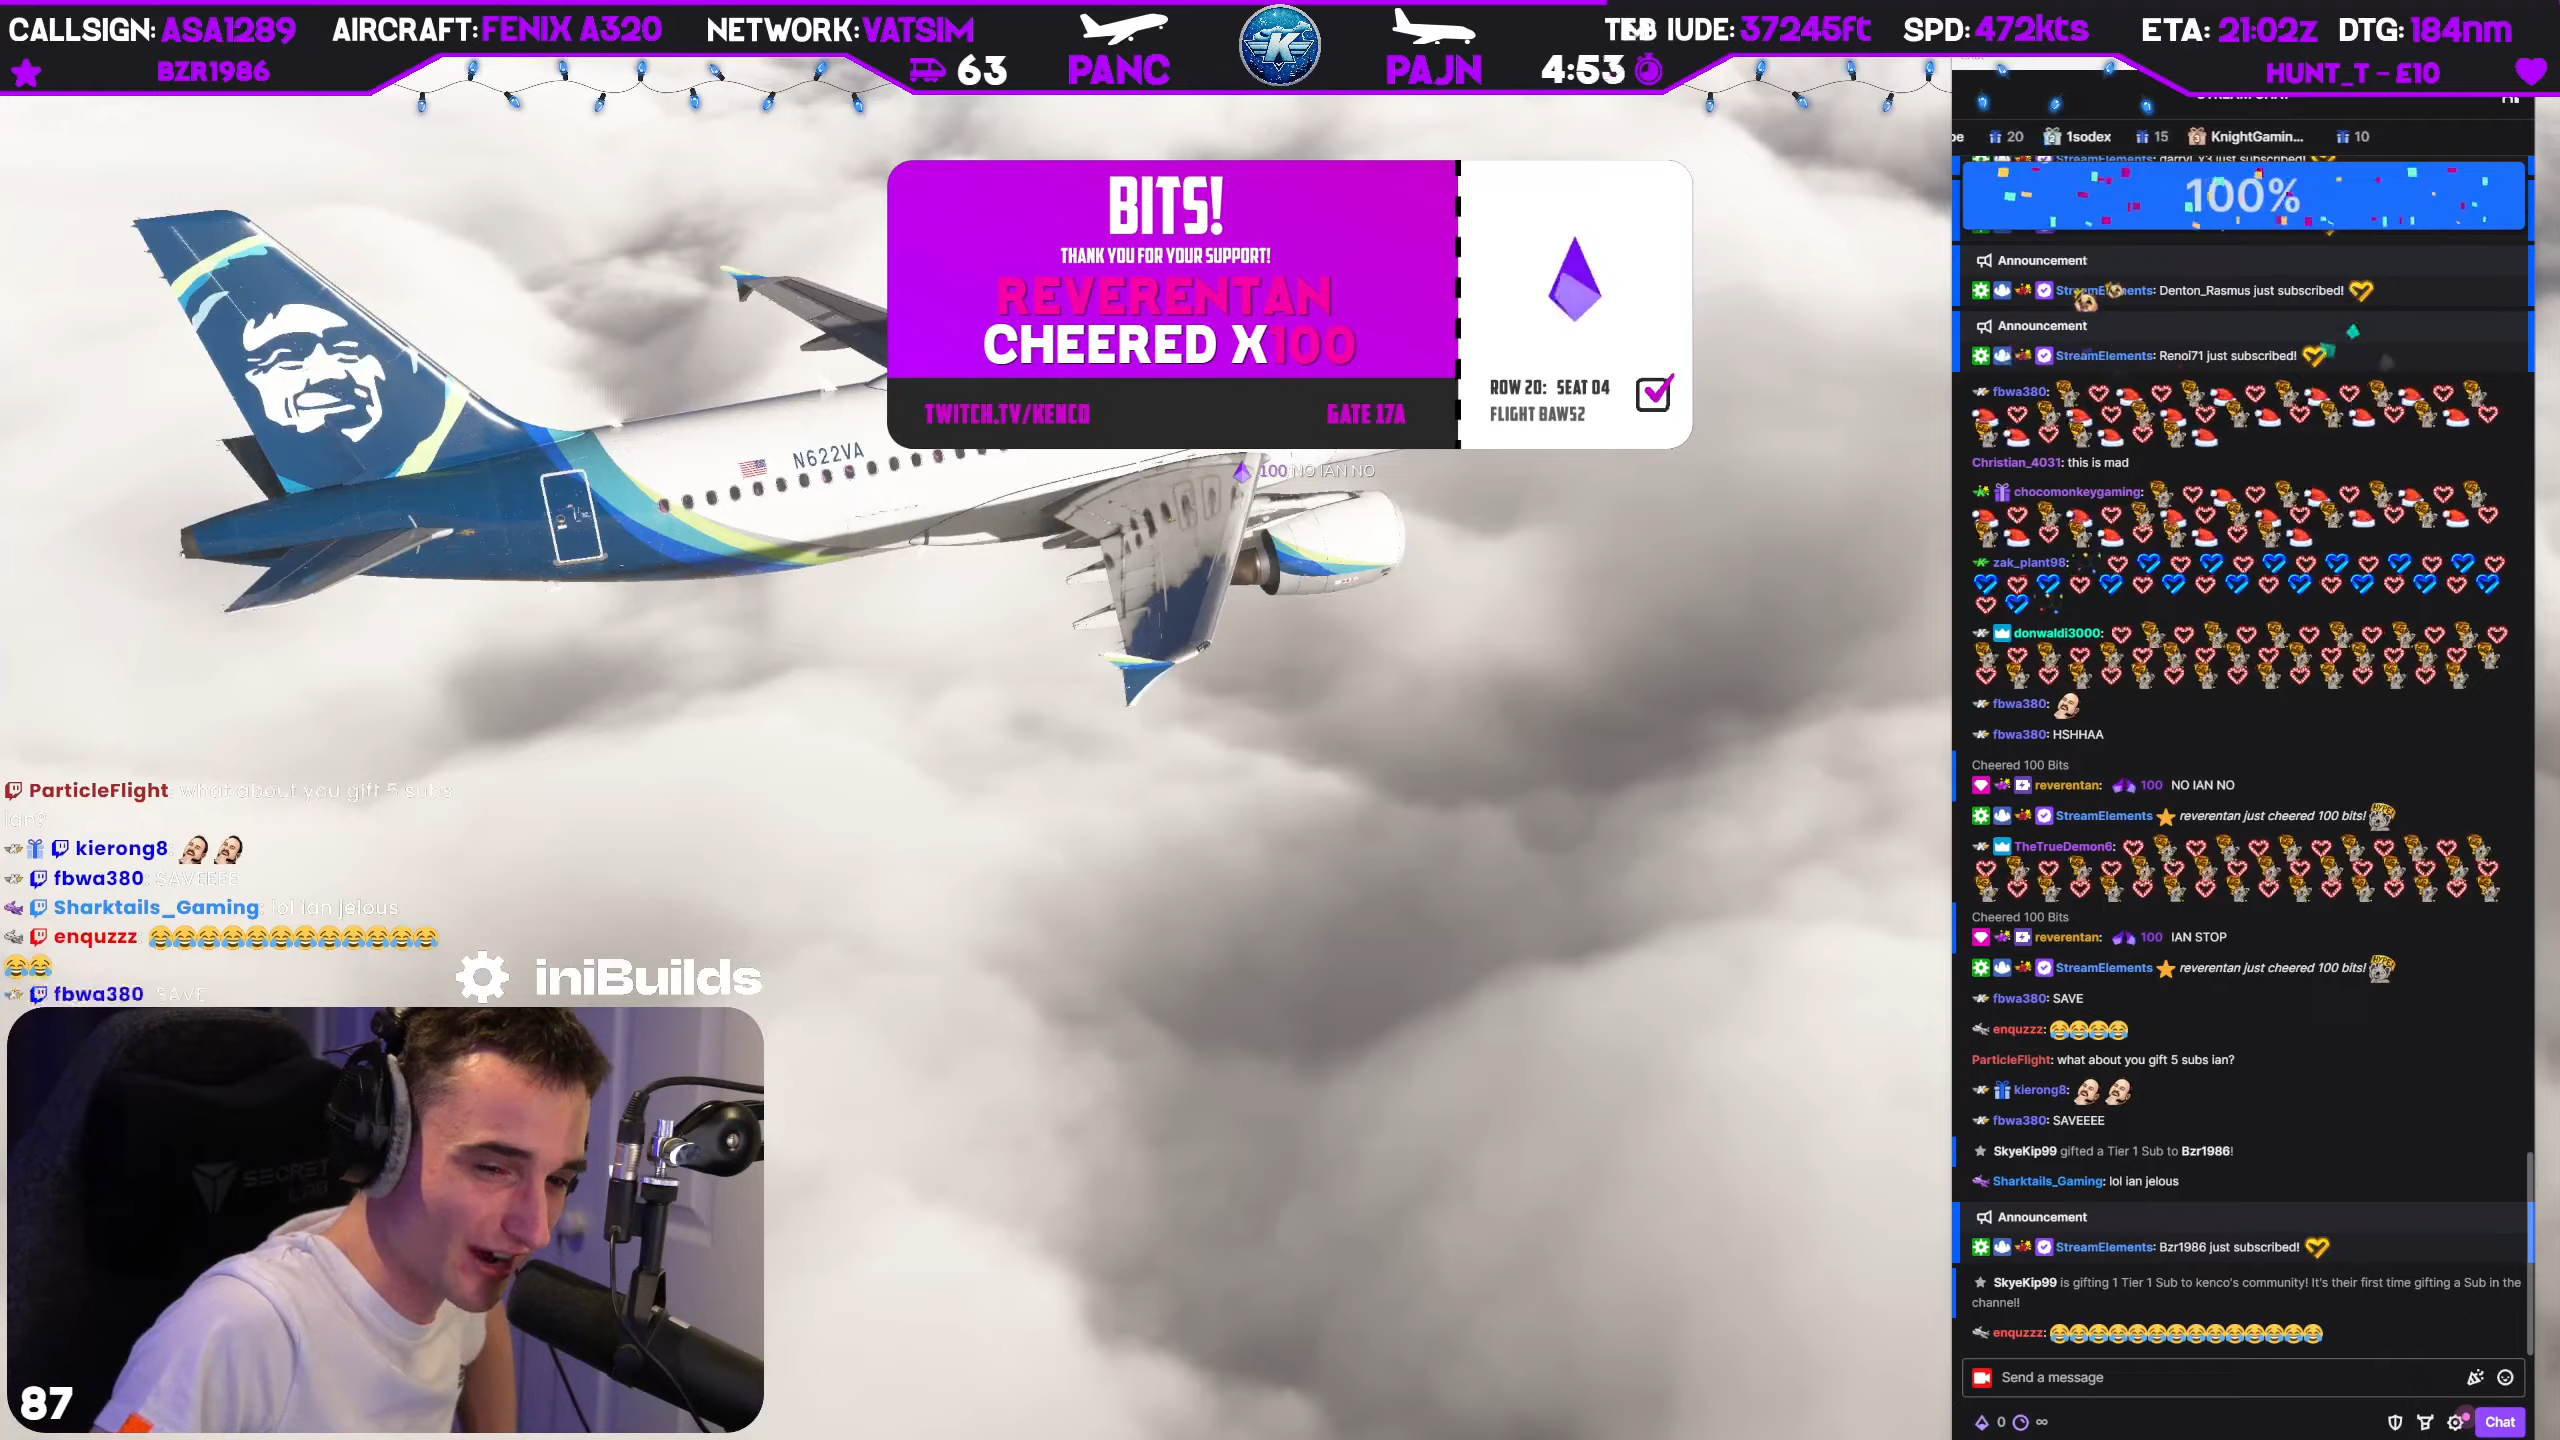 CALLSIGN: ASA1289 AIRCRAFT: FENIX A320 NETWORK: VATSIM
BZR1986
63
PANC
PAJN
4:53
IUDE: 37245ft SPD: 472kts ETA: 21:02z DTG: 184nm
HUNT_T - £10
BITS!
THANK YOU FOR YOUR SUPPORT!
REVERENTAN
CHEERED X100
TWITCH.TV/KENCO GATE 17A
ROW 20: SEAT 04
FLIGHT BAW52
100 NO IAN NO
N622VA
ParticleFlight: what about you gift 5 subs
ian?
kierong8:
fbwa380: SAVEEEE
Sharktails_Gaming: lol ian jelous
enquzzz:
fbwa380: SAVE
iniBuilds
SECRET
LAB
87
20 1sodex 15 KnightGamin... 10
StreamElements: darryl_x3 just subscribed!
100%
Announcement
StreamElements: Denton_Rasmus just subscribed!
Announcement
StreamElements: Renoi71 just subscribed!
fbwa380:
Christian_4031: this is mad
chocomonkeygaming:
zak_plant98:
donwaldi3000:
fbwa380:
fbwa380: HSHHAA
Cheered 100 Bits
reverentan: 100 NO IAN NO
StreamElements reverentan just cheered 100 bits!
TheTrueDemon6:
Cheered 100 Bits
reverentan: 100 IAN STOP
StreamElements reverentan just cheered 100 bits!
fbwa380: SAVE
enquzzz:
ParticleFlight: what about you gift 5 subs ian?
kierong8:
fbwa380: SAVEEEE
SkyeKip99 gifted a Tier 1 Sub to Bzr1986!
Sharktails_Gaming: lol ian jelous
Announcement
StreamElements: Bzr1986 just subscribed!
SkyeKip99 is gifting 1 Tier 1 Sub to kenco's community! It's their first time gifting a Sub in the
channel!
enquzzz:
Send a message
0 ∞ Chat